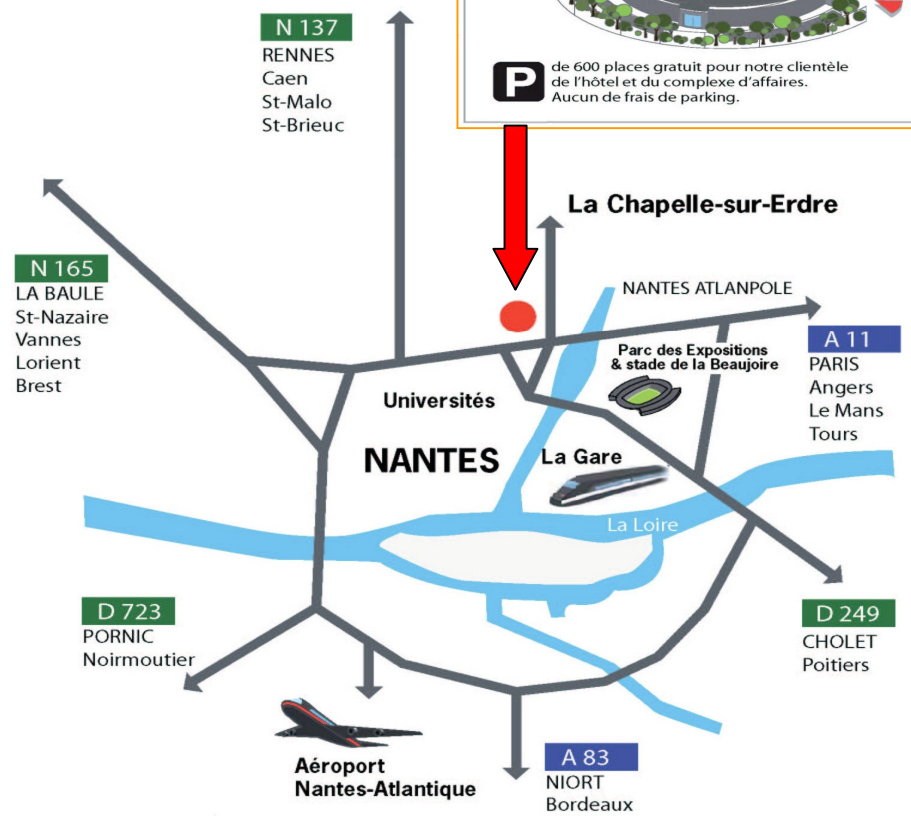 N 137
RENNES
Caen
St-Malo
St-Brieuc
P
de 600 places gratuit pour notre clientèle
de l'hôtel et du complexe d'affaires.
Aucun de frais de parking.
La Chapelle-sur-Erdre
N 165
LA BAULE
St-Nazaire
Vannes
Lorient
Brest
NANTES ATLANPOLE
A 11
PARIS
Angers
Le Mans
Tours
Parc des Expositions
& stade de la Beaujoire
Universités
NANTES
La Gare
La Loire
D 723
PORNIC
Noirmoutier
D 249
CHOLET
Poitiers
Aéroport
Nantes-Atlantique
A 83
NIORT
Bordeaux